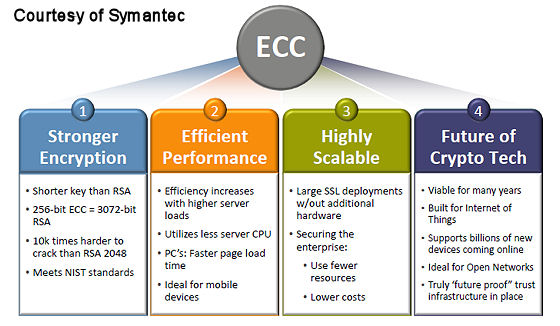 Courtesy of Symantec
ECC
1
Stronger
Encryption
• Shorter key than RSA
• 256-bit ECC = 3072-bit
RSA
• 10k times harder to
crack than RSA 2048
• Meets NIST standards
2
Efficient
Performance
• Efficiency increases
with higher server
loads
• Utilizes less server CPU
• PC's: Faster page load
time
• Ideal for mobile
devices
3
Highly
Scalable
• Large SSL deployments
w/out additional
hardware
• Securing the
enterprise:
• Use fewer
resources
• Lower costs
4
Future of
Crypto Tech
• Viable for many years
• Built for Internet of
Things
• Supports billions of new
devices coming online
• Ideal for Open Networks
• Truly 'future proof" trust
infrastructure in place